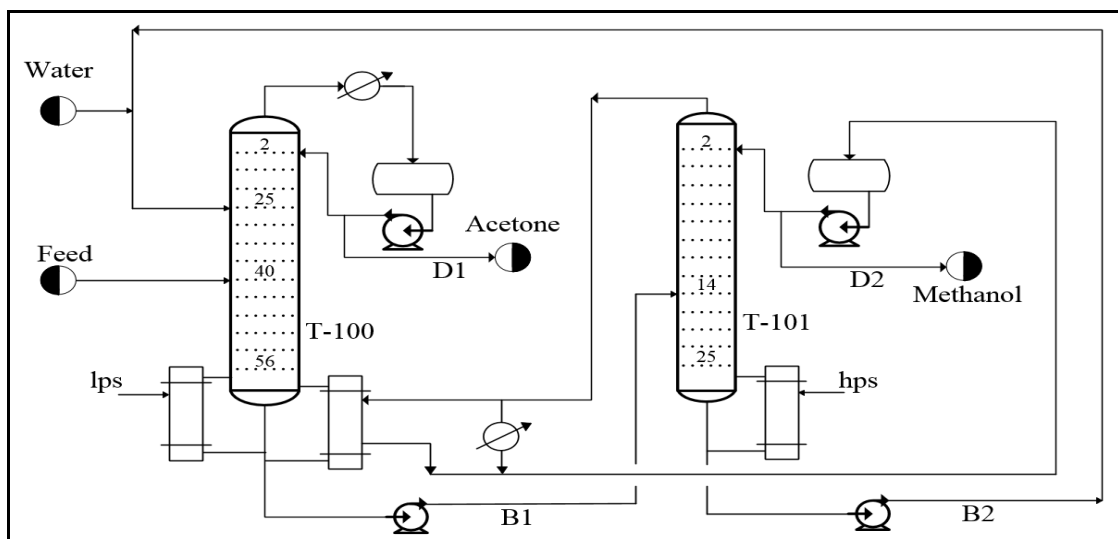 Water
Feed
2
25
40
56
T-100
lps
Acetone
D1
B1
2
14
25
T-101
hps
D2
Methanol
B2